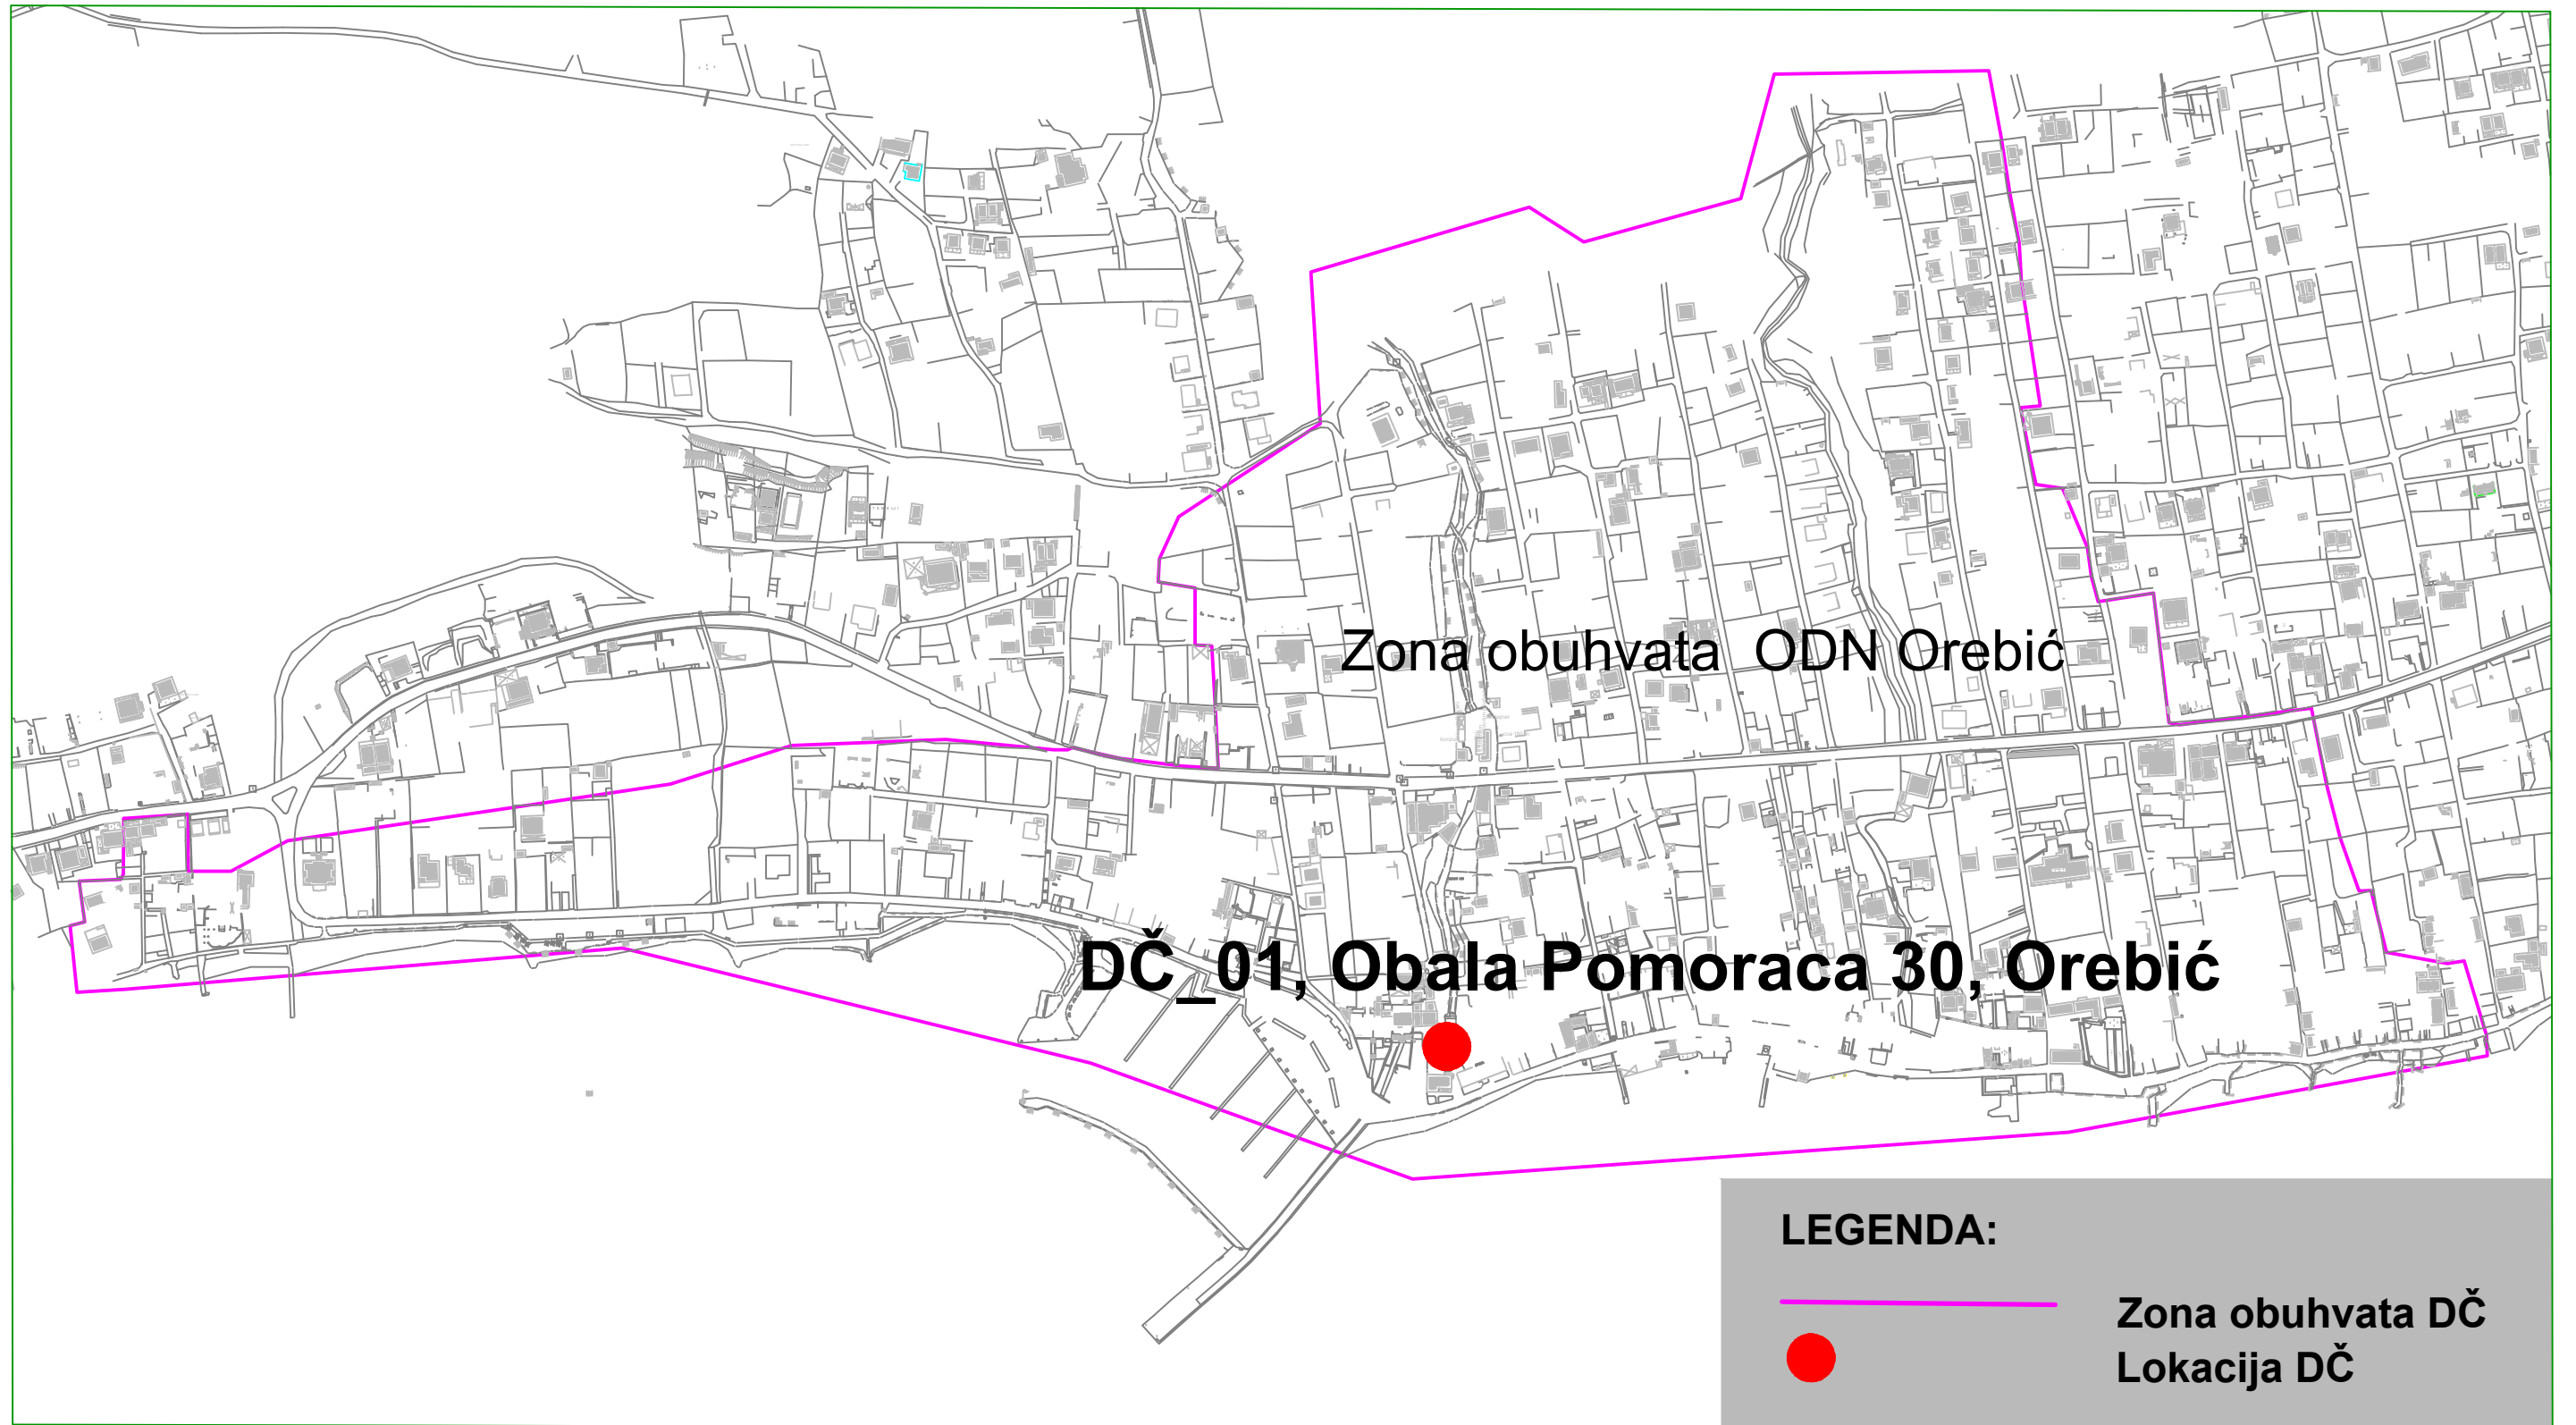 Zona obuhvata ODN Orebić
DČ_01, Obala Pomoraca 30, Orebić
LEGENDA:
Zona obuhvata DČ
Lokacija DČ